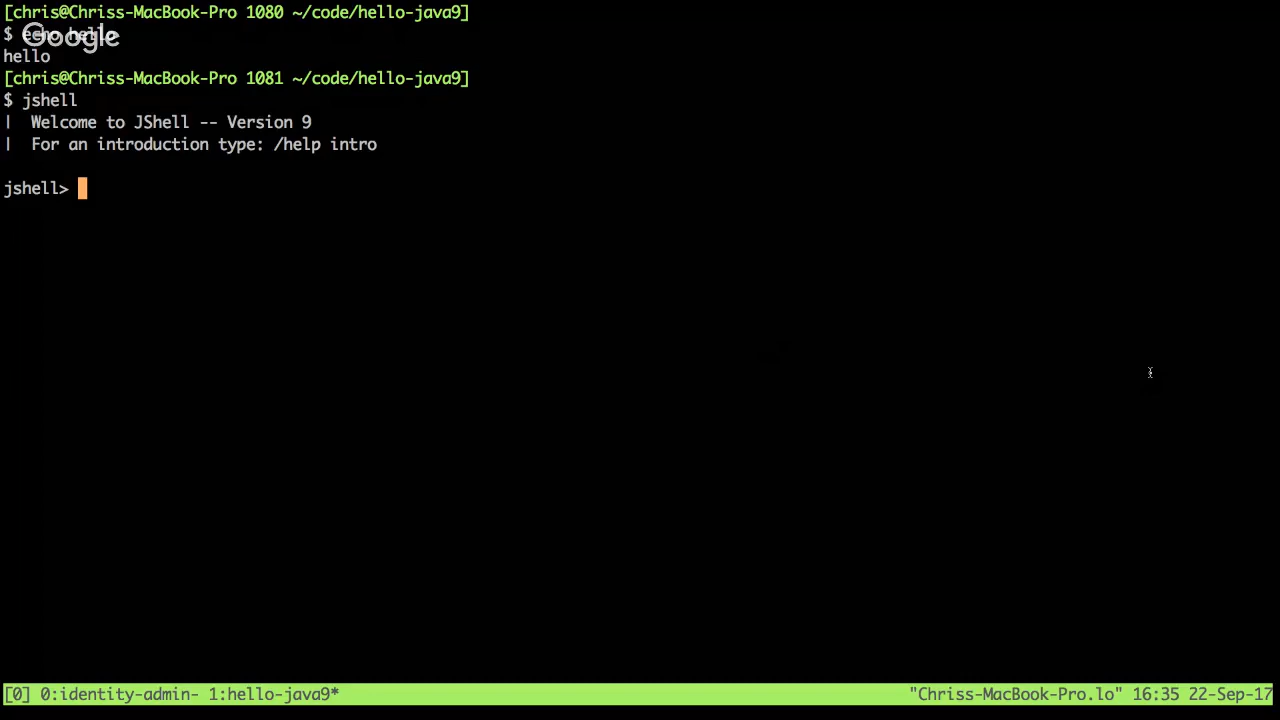 [chris@Chriss-MacBook-Pro 1080 ~/code/hello-java9]
$ echo hello
Google
hello
[chris@Chriss-MacBook-Pro 1081 ~/code/hello-java9]
$ jshell
|  Welcome to JShell -- Version 9
|  For an introduction type: /help intro
jshell>
[0] 0:identity-admin- 1:hello-java9* "Chriss-MacBook-Pro.lo" 16:35 22-Sep-17